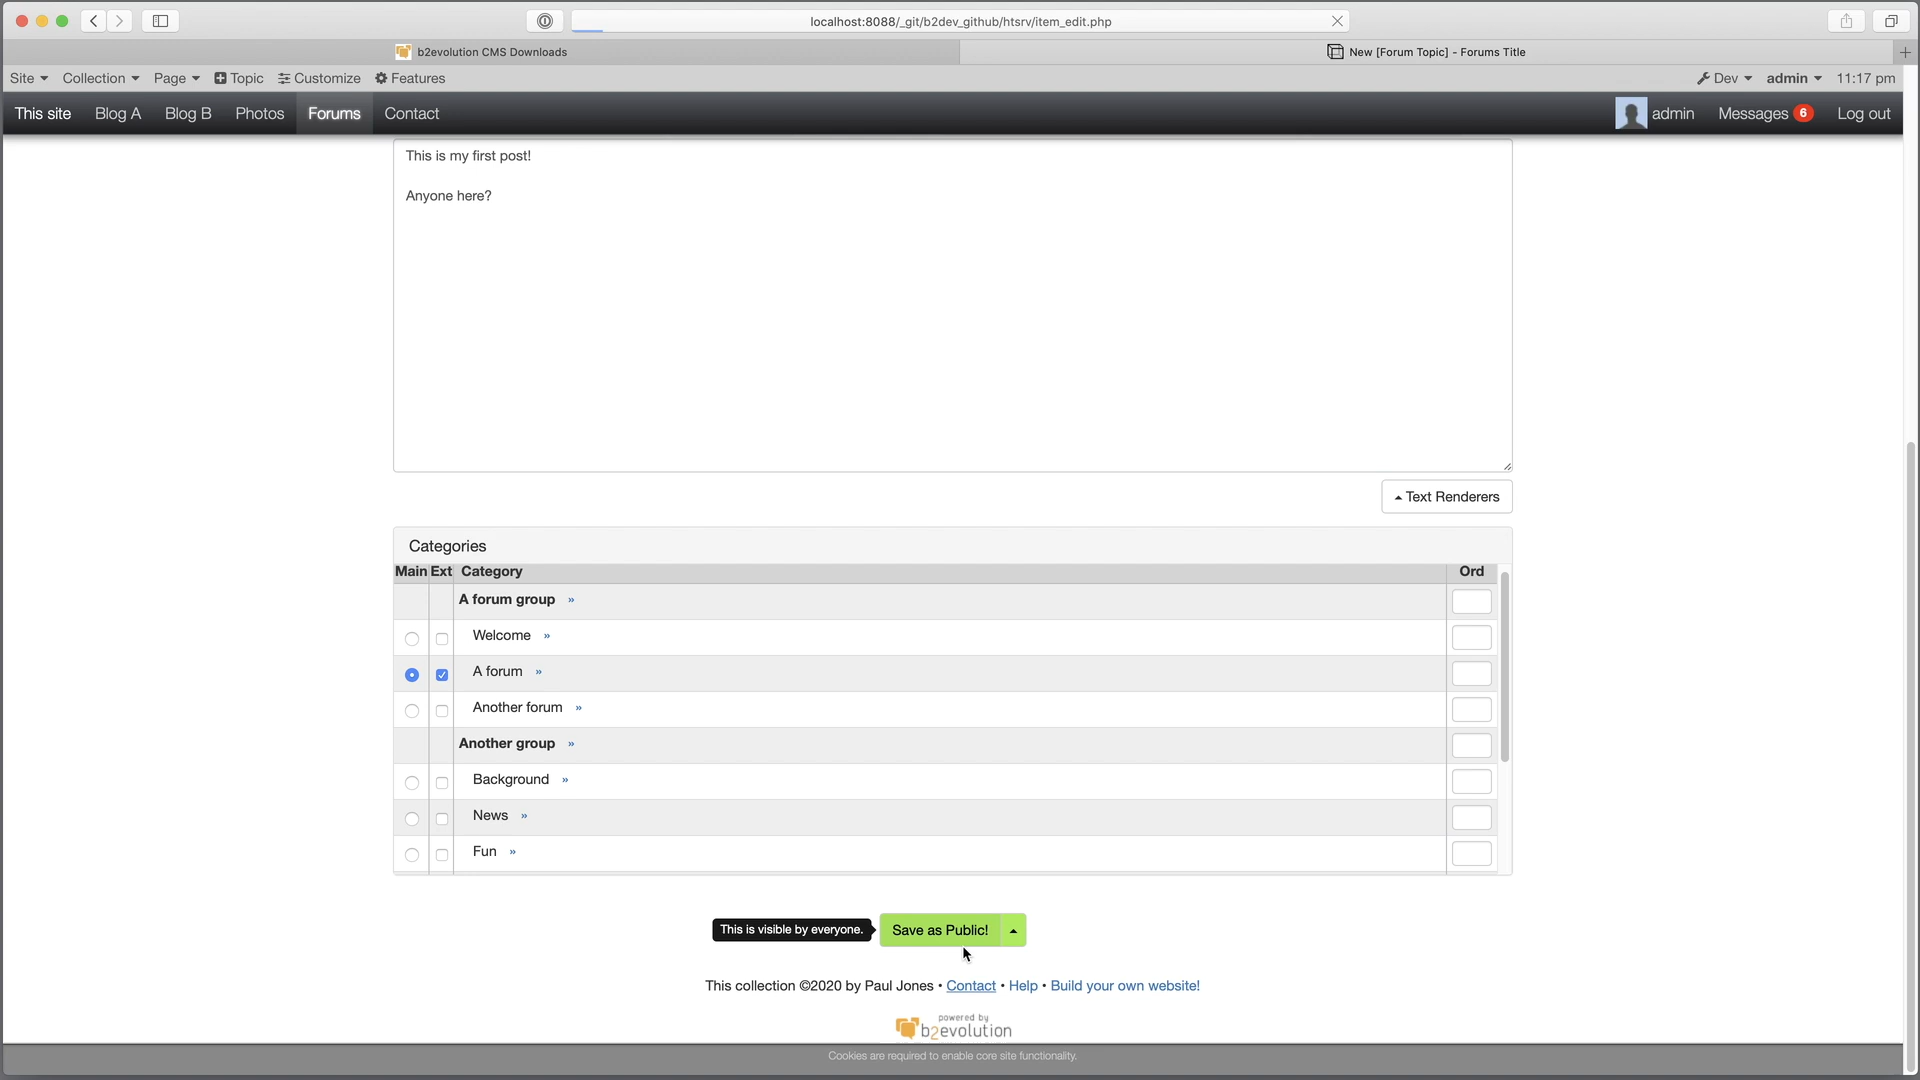 localhost:8088/_git/b2dev_github/htsrv/item_edit.php
b2evolution CMS Downloads
New [Forum Topic] - Forums Title
Site Collection Page Topic Customize Features Dev admin 11:17 pm
This site Blog A Blog B Photos Forums Contact admin Messages 6 Log out
This is my first post!
Anyone here?
Text Renderers
Categories
Main Ext Category Ord
A forum group »
Welcome »
A forum »
Another forum »
Another group »
Background »
News »
Fun »
This is visible by everyone. Save as Public!
This collection ©2020 by Paul Jones • Contact • Help • Build your own website!
powered by
b2evolution
Cookies are required to enable core site functionality.